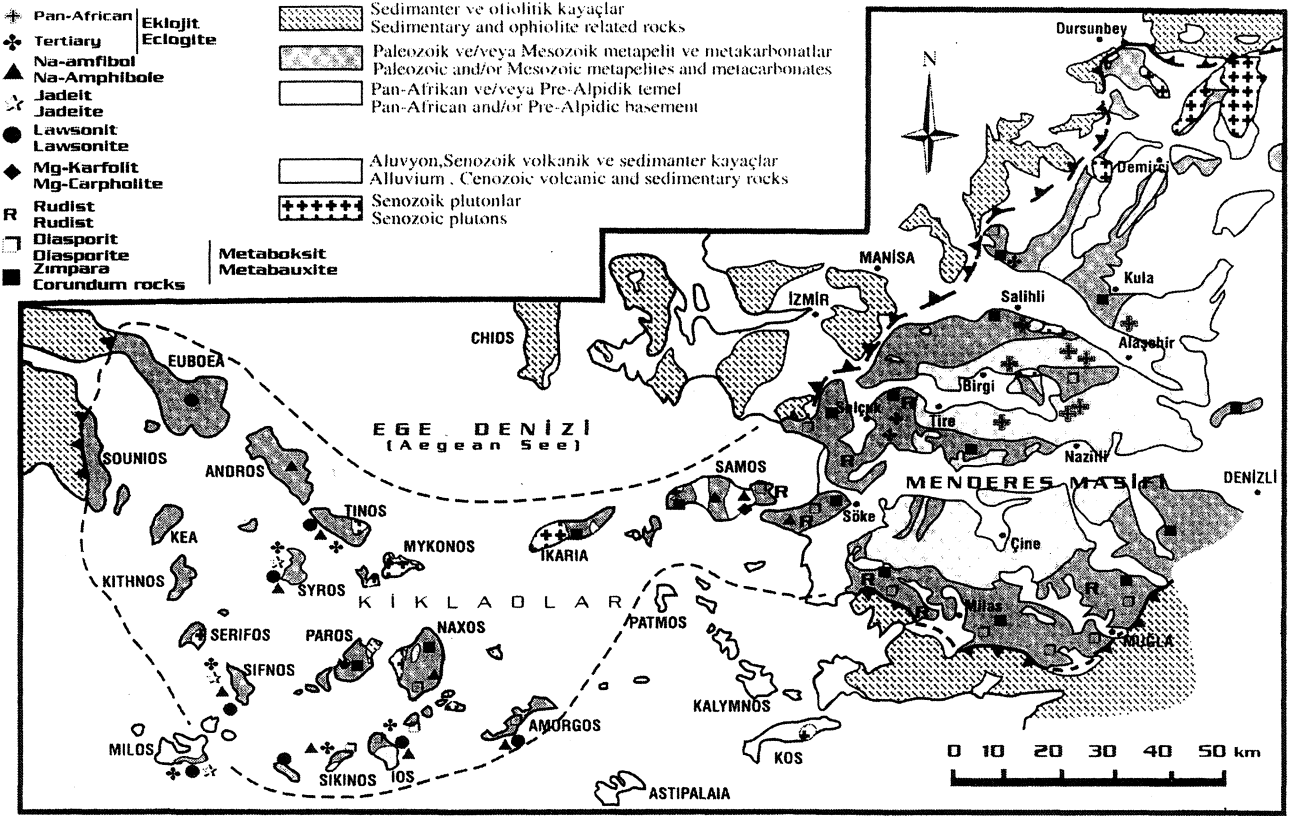 Pan-African
Tertiary
Eklojit
Eclogite
Na-amfibol
Na-Amphibole
Jadeit
Jadeite
Lawsonit
Lawsonite
Mg-Karfolit
Mg-Carpholite
R Rudist
Rudist
Diasporit
Diasporite
Zımpara
Corundum rocks
Metaboksit
Metabauxite
Sedimanter ve ofiolitik kayaçlar
Sedimentary and ophiolite related rocks
Paleozoik ve/veya Mesozoik metapelit ve metakarbonatlar
Paleozoic and/or Mesozoic metapelites and metacarbonates
Pan-Afrikan ve/veya Pre-Alpidik temel
Pan-African and/or Pre-Alpidic basement
Aluvyon,Senozoik volkanik ve sedimanter kayaçlar
Alluvium , Cenozoic volcanic and sedimentary rocks
Senozoik plutonlar
Senozoic plutons
N
Dursunbey
Demirci
MANİSA
Kula
İZMİR
Salihli
CHIOS
Alaşehir
EUBOEA
Birgi
Selçuk
R
Tire
EGE DENİZİ
(Aegean See)
SOUNIOS
ANDROS
SAMOS
R
R
Nazilli
MENDERES MASİFİ
DENİZLİ
TINOS
R
Söke
KEA
MYKONOS
İKARIA
Çine
KITHNOS
SYROS
R
R
KİKLADLAR
PATMOS
R
Milas
SERIFOS
PAROS
NAXOS
MUĞLA
SIFNOS
KALYMNOS
AMORGOS
MILOS
SIKINOS
İOS
KOS
ASTIPALAIA
0 10 20 30 40 50 km